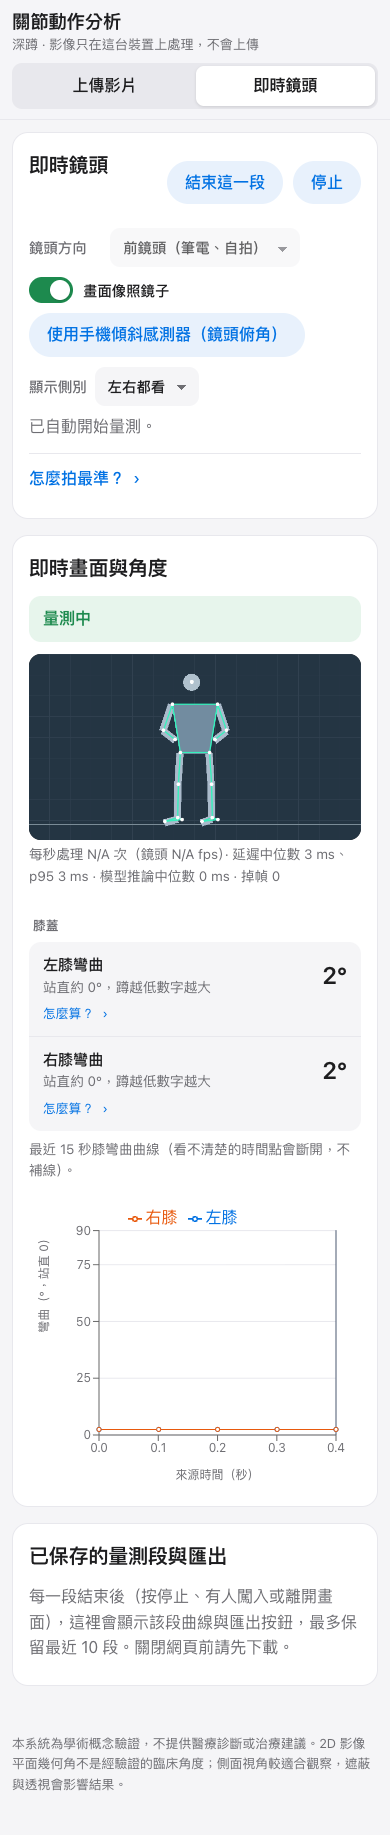 關節動作分析
深蹲 · 影像只在這台裝置上處理，不會上傳
上傳影片
即時鏡頭
即時鏡頭
結束這一段
停止
鏡頭方向
前鏡頭（筆電、自拍）
畫面像照鏡子
使用手機傾斜感測器（鏡頭俯角）
顯示側別
左右都看
已自動開始量測。
怎麼拍最準？ ›
即時畫面與角度
量測中
每秒處理 N/A 次（鏡頭 N/A fps）· 延遲中位數 3 ms、
p95 3 ms · 模型推論中位數 0 ms · 掉幀 0
膝蓋
左膝彎曲
站直約 0°，蹲越低數字越大
怎麼算？ ›
2°
右膝彎曲
站直約 0°，蹲越低數字越大
怎麼算？ ›
2°
最近 15 秒膝彎曲曲線（看不清楚的時間點會斷開，不
補線）。
右膝 左膝
彎曲（°，站直 0）
90
75
50
25
0
0.0 0.1 0.2 0.3 0.4
來源時間（秒）
已保存的量測段與匯出
每一段結束後（按停止、有人闖入或離開畫
面），這裡會顯示該段曲線與匯出按鈕，最多保
留最近 10 段。關閉網頁前請先下載。
本系統為學術概念驗證，不提供醫療診斷或治療建議。2D 影像
平面幾何角不是經驗證的臨床角度；側面視角較適合觀察，遮蔽
與透視會影響結果。